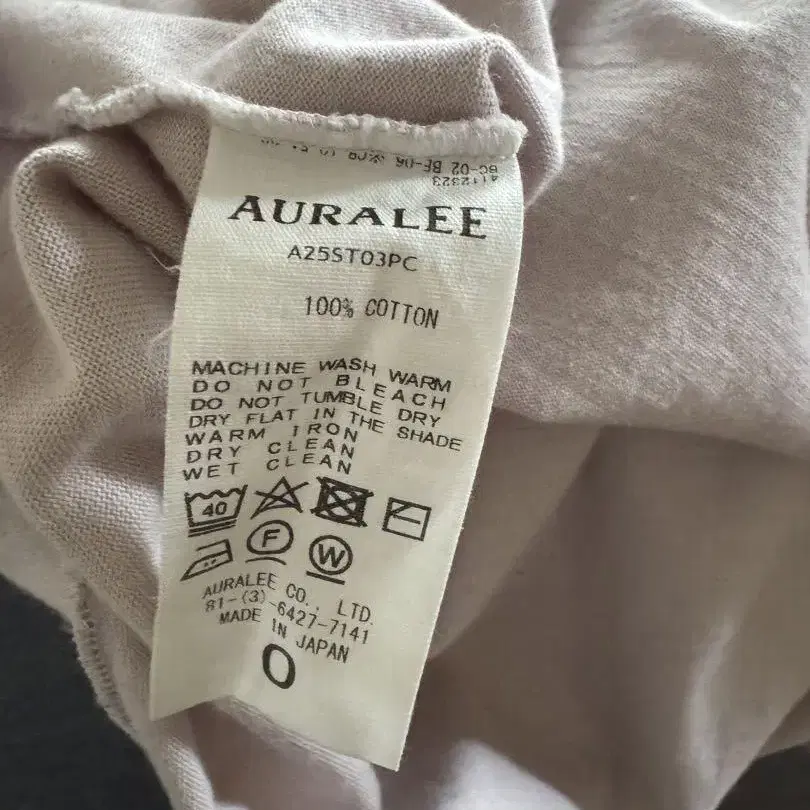 4112323
AURALEE
A25ST03PC
100% COTTON
MACHINE WASH WARM
DO NOT BLEACH
DO NOT TUMBLE DRY
DRY FLAT IN THE SHADE
WARM IRON
DRY CLEAN
WET CLEAN
40
F
W
AURALEE CO., LTD.
81-(3)-6427-7141
MADE IN JAPAN
0